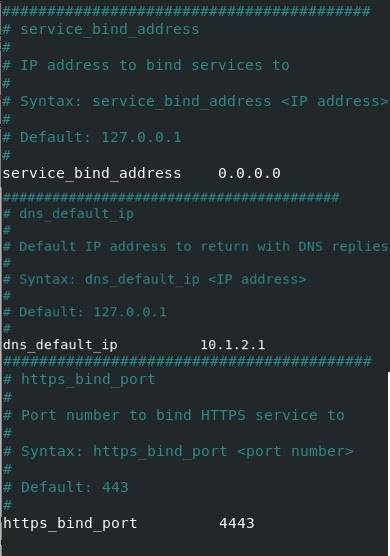 #########################################
# service_bind_address
#
# IP address to bind services to
#
# Syntax: service_bind_address <IP address>
#
# Default: 127.0.0.1
#
service_bind_address    0.0.0.0
#########################################
# dns_default_ip
#
# Default IP address to return with DNS replies
#
# Syntax: dns_default_ip <IP address>
#
# Default: 127.0.0.1
#
dns_default_ip          10.1.2.1
#########################################
# https_bind_port
#
# Port number to bind HTTPS service to
#
# Syntax: https_bind_port <port number>
#
# Default: 443
#
https_bind_port         4443